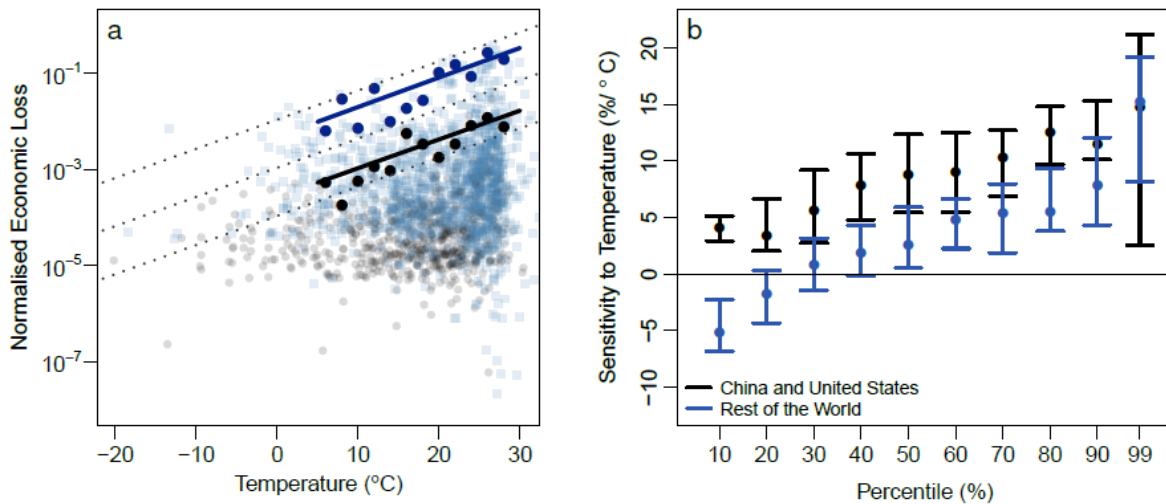 a
Normalised Economic Loss
10⁻¹
10⁻³
10⁻⁵
10⁻⁷
−20 −10 0 10 20 30
Temperature (°C)
b
Sensitivity to Temperature (%/ ° C)
20
15
10
5
0
−5
−10
China and United States
Rest of the World
10 20 30 40 50 60 70 80 90 99
Percentile (%)